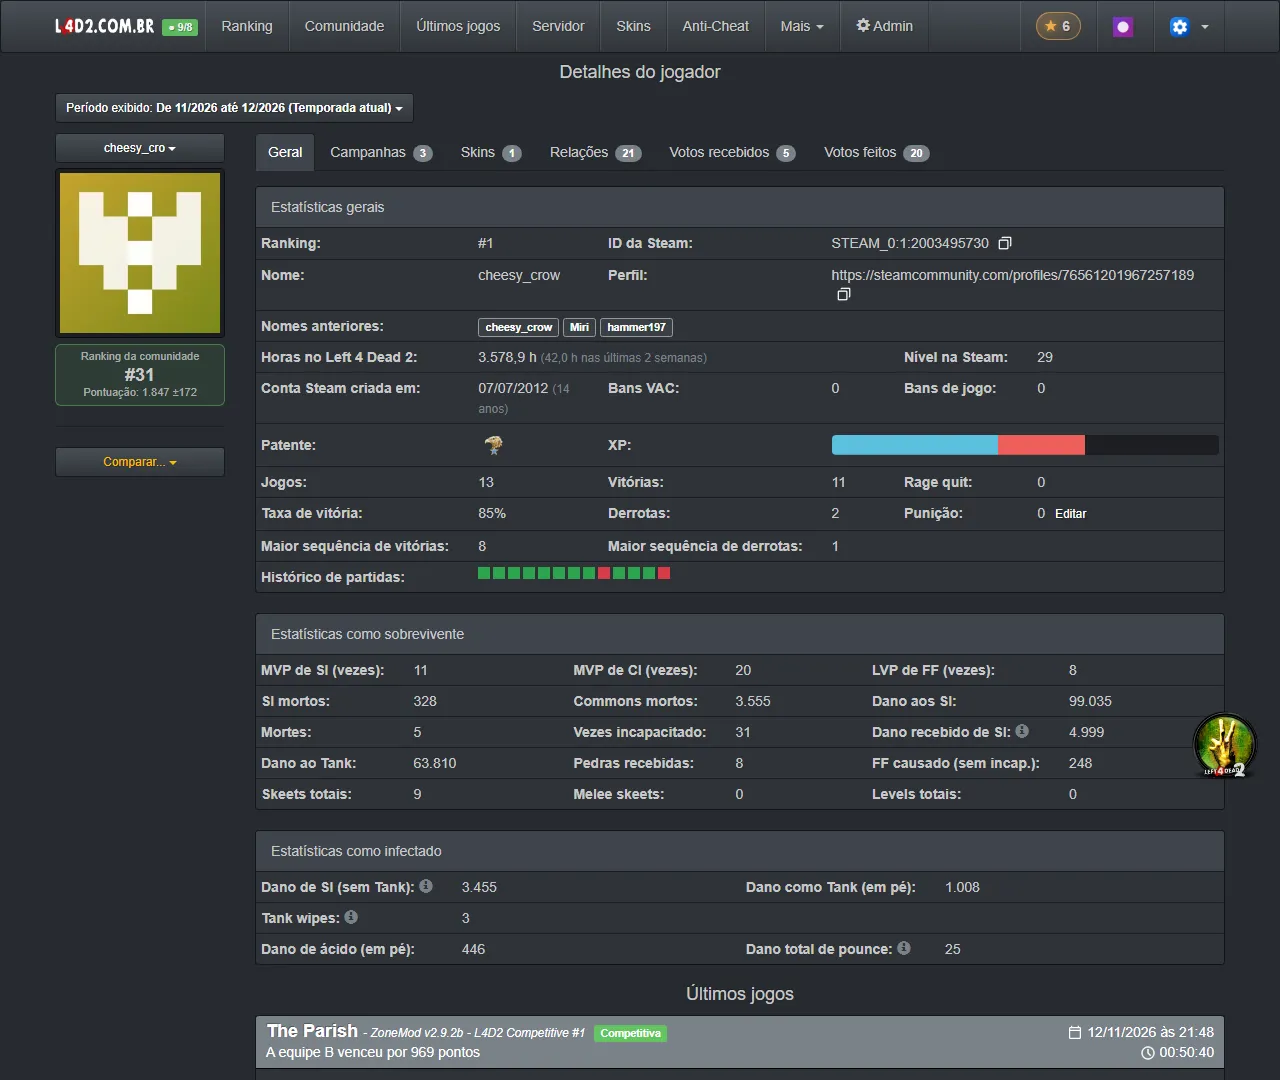 L4D2.COM.BR 9/8 Ranking Comunidade Últimos jogos Servidor Skins Anti-Cheat Mais Admin 6
Detalhes do jogador
Período exibido: De 11/2026 até 12/2026 (Temporada atual)
cheesy_cro
Ranking da comunidade
#31
Pontuação: 1.847 ±172
Comparar...
Geral Campanhas 3 Skins 1 Relações 21 Votos recebidos 5 Votos feitos 20
Estatísticas gerais
Ranking: #1 ID da Steam: STEAM_0:1:2003495730
Nome: cheesy_crow Perfil: https://steamcommunity.com/profiles/76561201967257189
Nomes anteriores: cheesy_crow Miri hammer197
Horas no Left 4 Dead 2: 3.578,9 h (42,0 h nas últimas 2 semanas) Nível na Steam: 29
Conta Steam criada em: 07/07/2012 (14 anos) Bans VAC: 0 Bans de jogo: 0
Patente: XP:
Jogos: 13 Vitórias: 11 Rage quit: 0
Taxa de vitória: 85% Derrotas: 2 Punição: 0 Editar
Maior sequência de vitórias: 8 Maior sequência de derrotas: 1
Histórico de partidas:
Estatísticas como sobrevivente
MVP de SI (vezes): 11 MVP de CI (vezes): 20 LVP de FF (vezes): 8
SI mortos: 328 Commons mortos: 3.555 Dano aos SI: 99.035
Mortes: 5 Vezes incapacitado: 31 Dano recebido de SI: 4.999
Dano ao Tank: 63.810 Pedras recebidas: 8 FF causado (sem incap.): 248
Skeets totais: 9 Melee skeets: 0 Levels totais: 0
LEFT 4 DEAD 2
Estatísticas como infectado
Dano de SI (sem Tank): 3.455 Dano como Tank (em pé): 1.008
Tank wipes: 3
Dano de ácido (em pé): 446 Dano total de pounce: 25
Últimos jogos
The Parish - ZoneMod v2.9.2b - L4D2 Competitive #1 Competitiva 12/11/2026 às 21:48
A equipe B venceu por 969 pontos 00:50:40